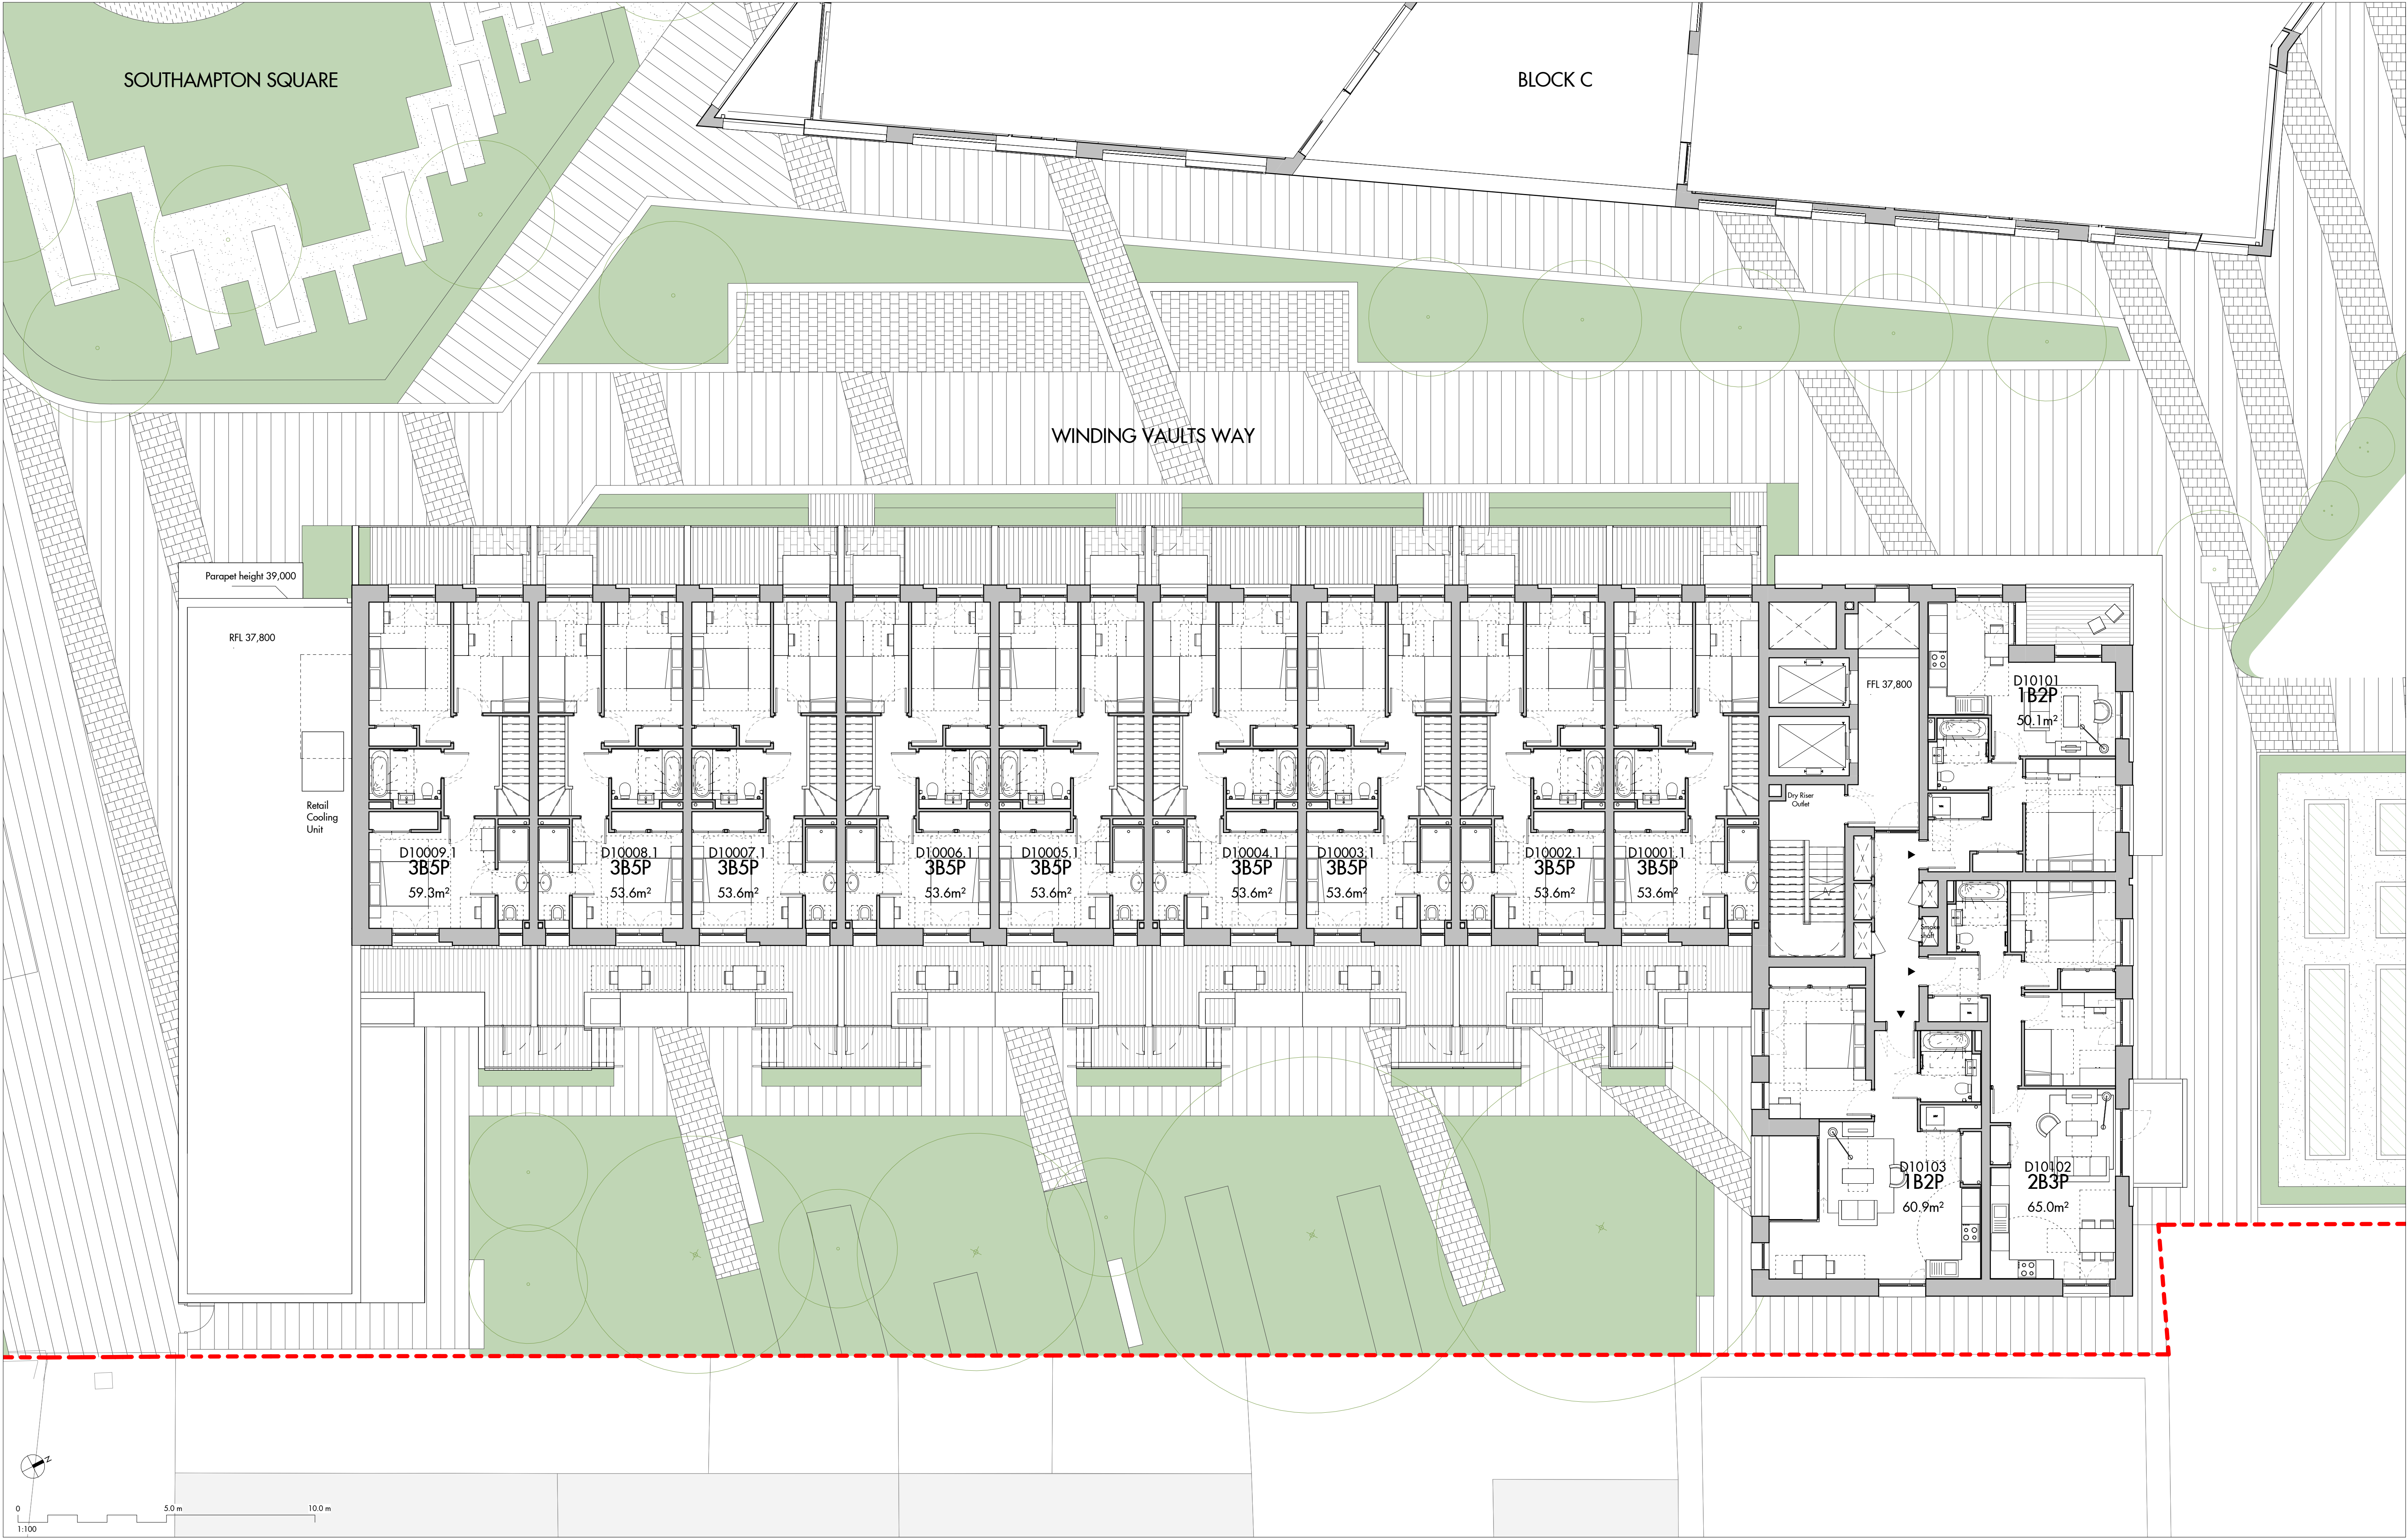 SOUTHAMPTON SQUARE
BLOCK C
WINDING VAULTS WAY
Parapet height 39,000
RFL 37,800
Retail
Cooling
Unit
D10009.1
3B5P
59.3m²
D10008.1
3B5P
53.6m²
D10007.1
3B5P
53.6m²
D10006.1
3B5P
53.6m²
D10005.1
3B5P
53.6m²
D10004.1
3B5P
53.6m²
D10003.1
3B5P
53.6m²
D10002.1
3B5P
53.6m²
D10001.1
3B5P
53.6m²
FFL 37,800
Dry Riser
Outlet
Smoke
shaft
D10101
1B2P
50.1m²
D10103
1B2P
60.9m²
D10102
2B3P
65.0m²
N
0 5.0 m 10.0 m
1:100